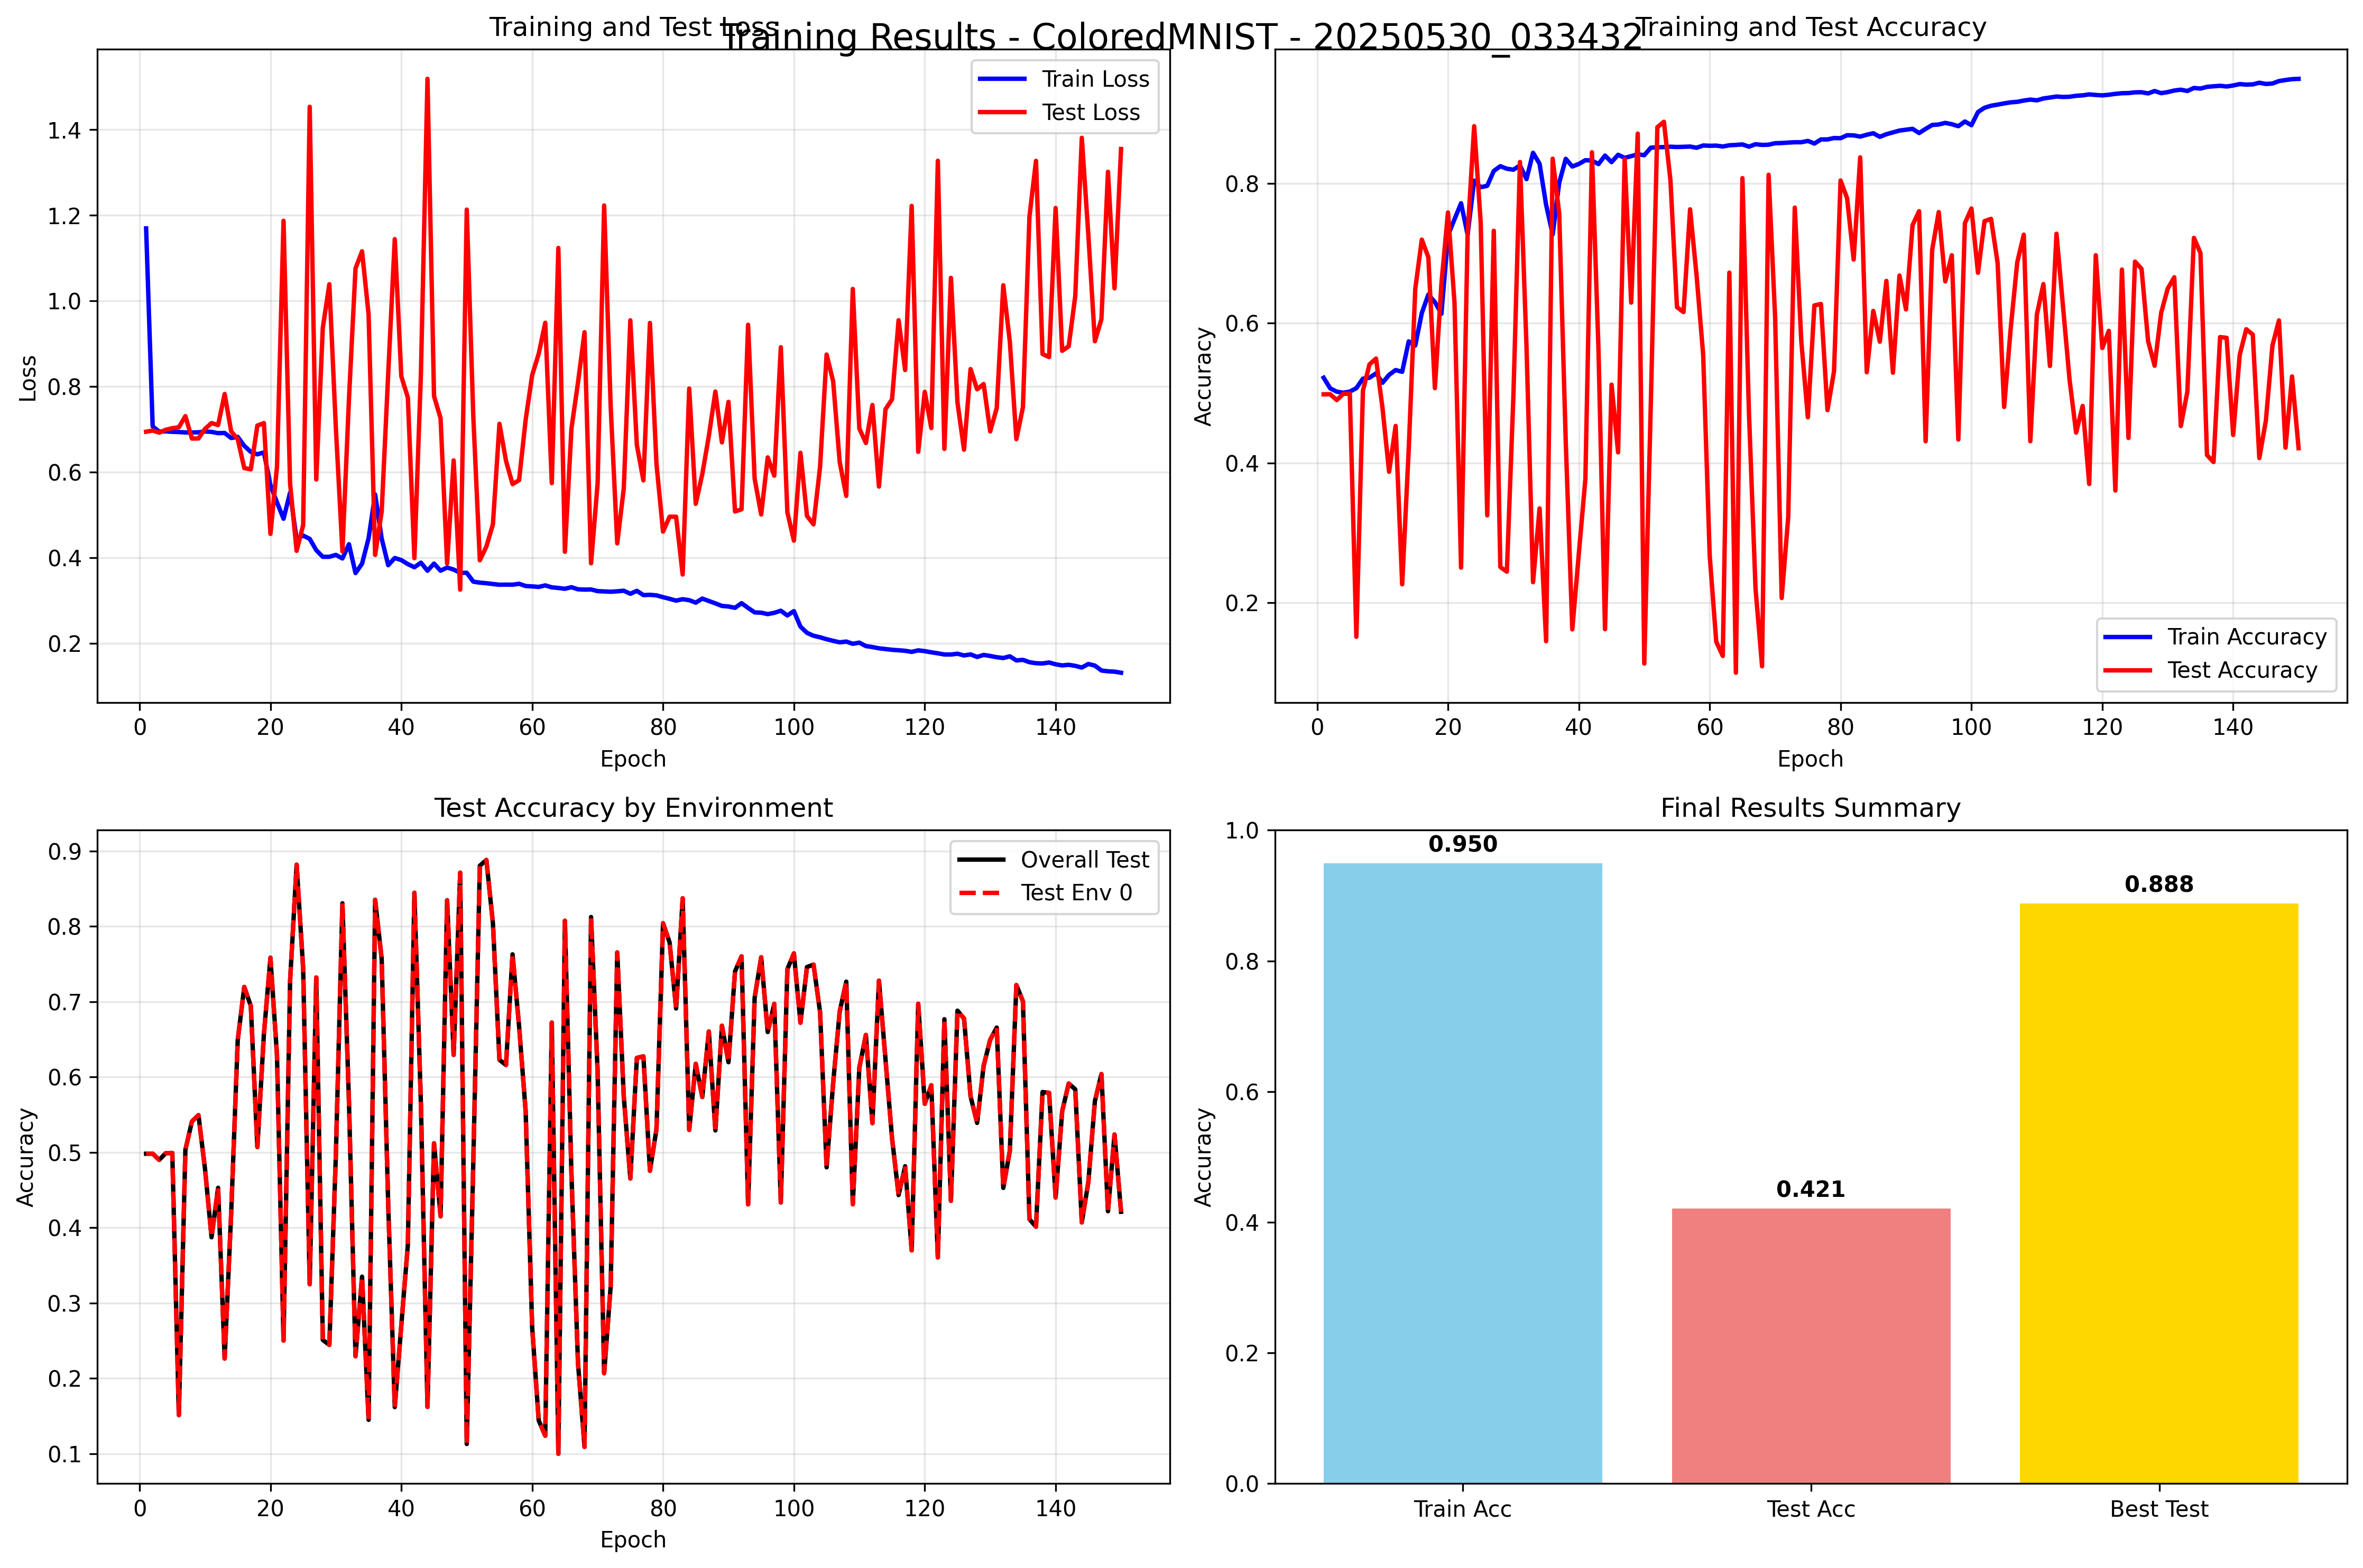 Training Results - ColoredMNIST - 20250530_033432
Training and Test Loss
1.4
1.2
1.0
0.8
0.6
0.4
0.2
Loss
Train Loss
Test Loss
0 20 40 60 80 100 120 140
Epoch
Training and Test Accuracy
0.8
0.6
0.4
0.2
Accuracy
Train Accuracy
Test Accuracy
0 20 40 60 80 100 120 140
Epoch
Test Accuracy by Environment
0.9
0.8
0.7
0.6
0.5
0.4
0.3
0.2
0.1
Accuracy
Overall Test
Test Env 0
0 20 40 60 80 100 120 140
Epoch
Final Results Summary
1.0
0.8
0.6
0.4
0.2
0.0
Accuracy
0.950
0.421
0.888
Train Acc Test Acc Best Test